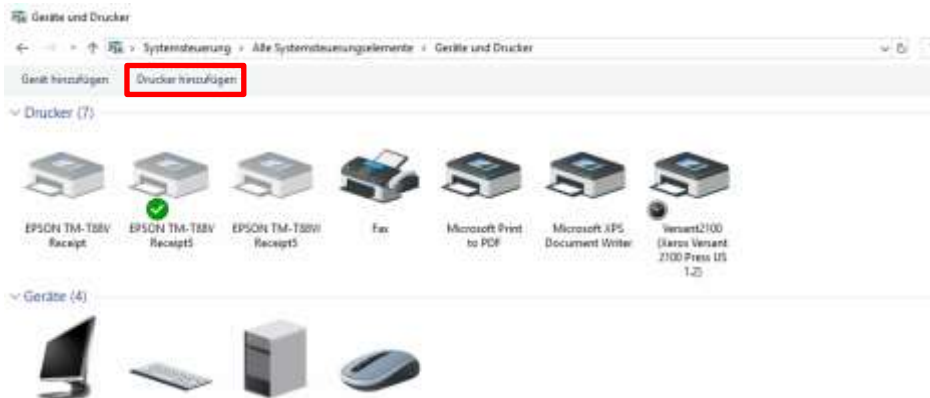 Geräte und Drucker
Systemsteuerung › Alle Systemsteuerungselemente › Geräte und Drucker
Gerät hinzufügen Drucker hinzufügen
Drucker (7)
EPSON TM-T88V EPSON TM-T88V EPSON TM-T88VI Fax Microsoft Print Microsoft XPS Versant2100
Receipt Receipt5 Receipt5 to PDF Document Writer (Xerox Versant
2100 Press US
1.2)
Geräte (4)